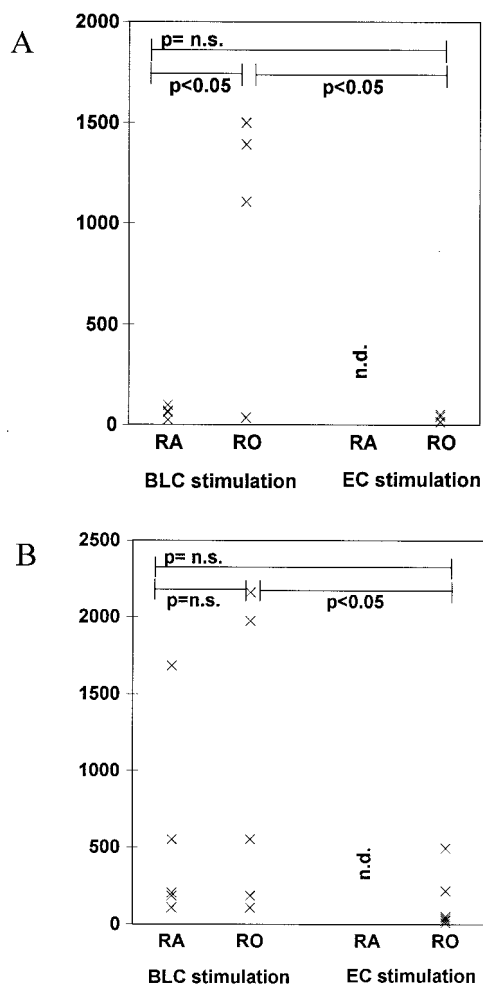 A
2000
p= n.s.
p<0.05 p<0.05
1500
1000
500
n.d.
0
RA RO RA RO
BLC stimulation EC stimulation
B
2500
p= n.s.
p=n.s. p<0.05
2000
1500
1000
500
n.d.
0
RA RO RA RO
BLC stimulation EC stimulation